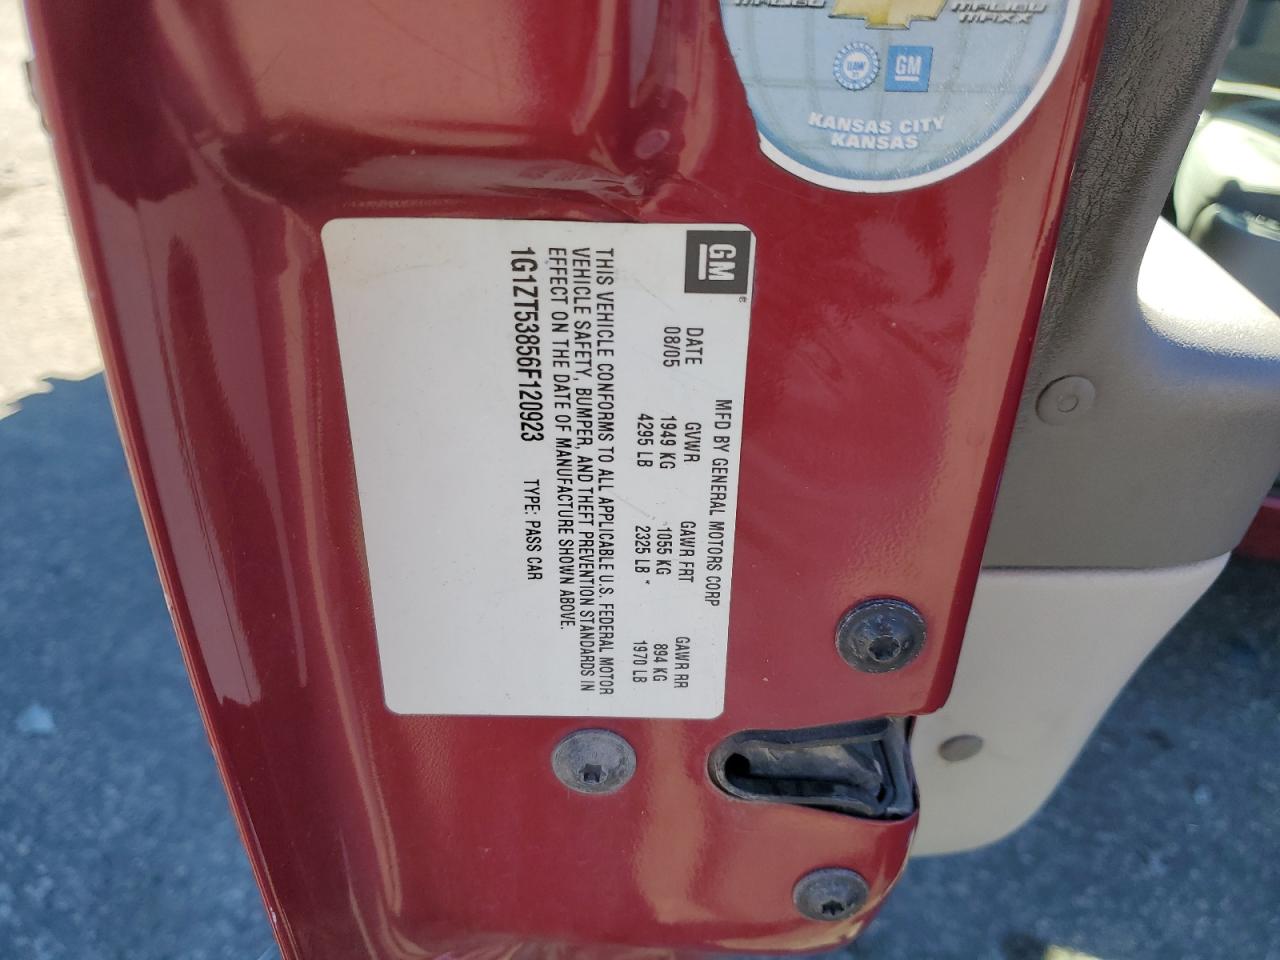 MALIBU
MALIBU
MAXX
UAW
GM
KANSAS CITY
KANSAS
GM
®
MFD BY GENERAL MOTORS CORP
DATE GVWR GAWR FRT GAWR RR
08/05 1949 KG 1055 KG 894 KG
4295 LB 2325 LB * 1970 LB
THIS VEHICLE CONFORMS TO ALL APPLICABLE U.S. FEDERAL MOTOR
VEHICLE SAFETY, BUMPER, AND THEFT PREVENTION STANDARDS IN
EFFECT ON THE DATE OF MANUFACTURE SHOWN ABOVE.
1G1ZT53856F120923 TYPE: PASS CAR